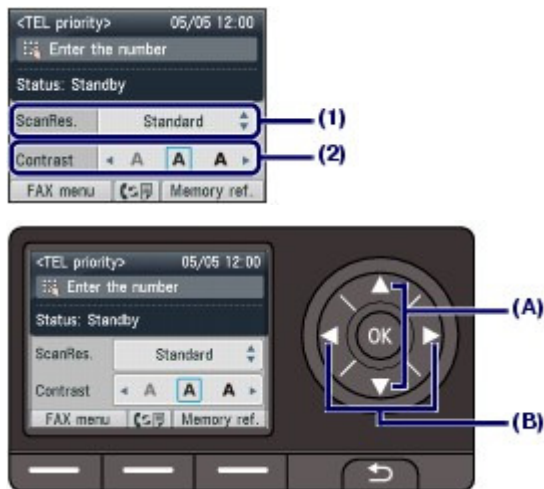 <TEL priority> 05/05 12:00
Enter the number
Status: Standby
ScanRes. Standard (1)
Contrast A A A (2)
FAX menu Memory ref.
<TEL priority> 05/05 12:00
Enter the number
Status: Standby
ScanRes. Standard
Contrast A A A
FAX menu Memory ref.
OK
(A)
(B)